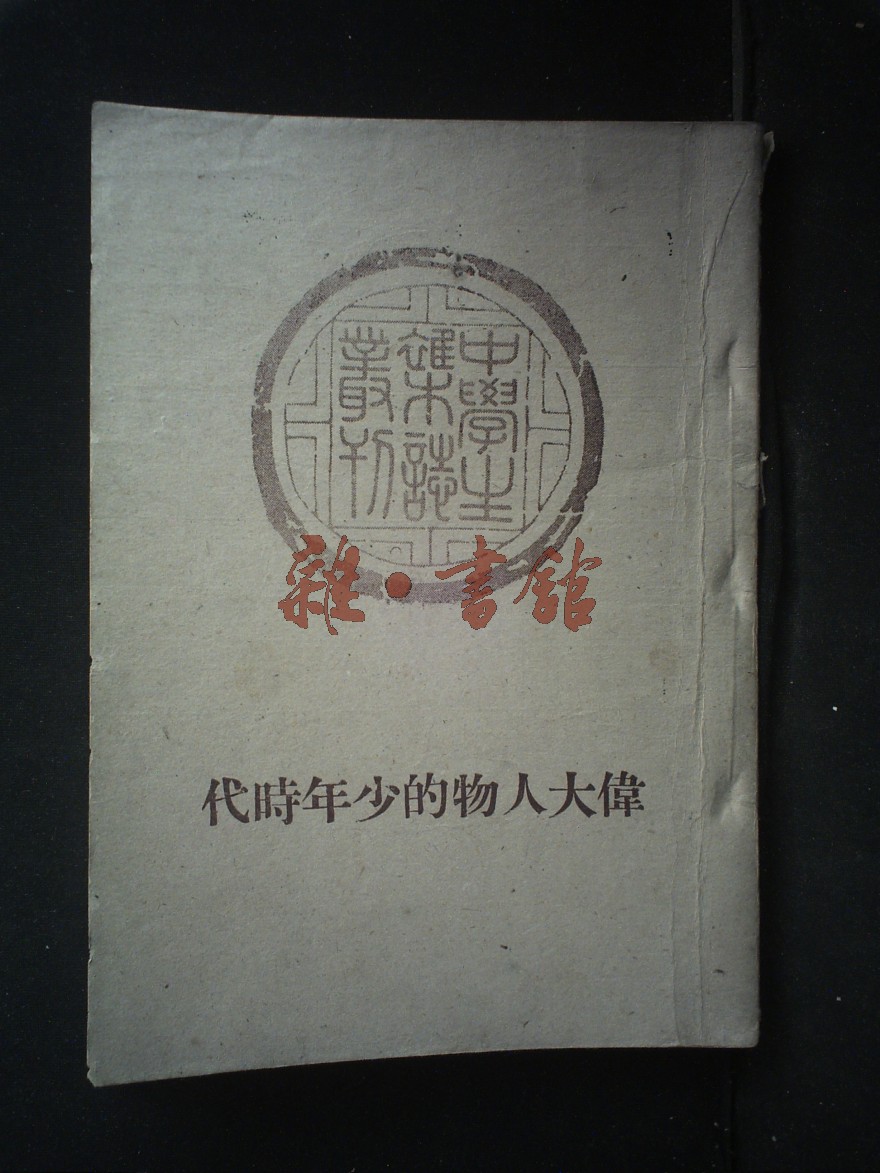 中學生
雜誌
叢刊
雜·書館
偉大人物的少年時代